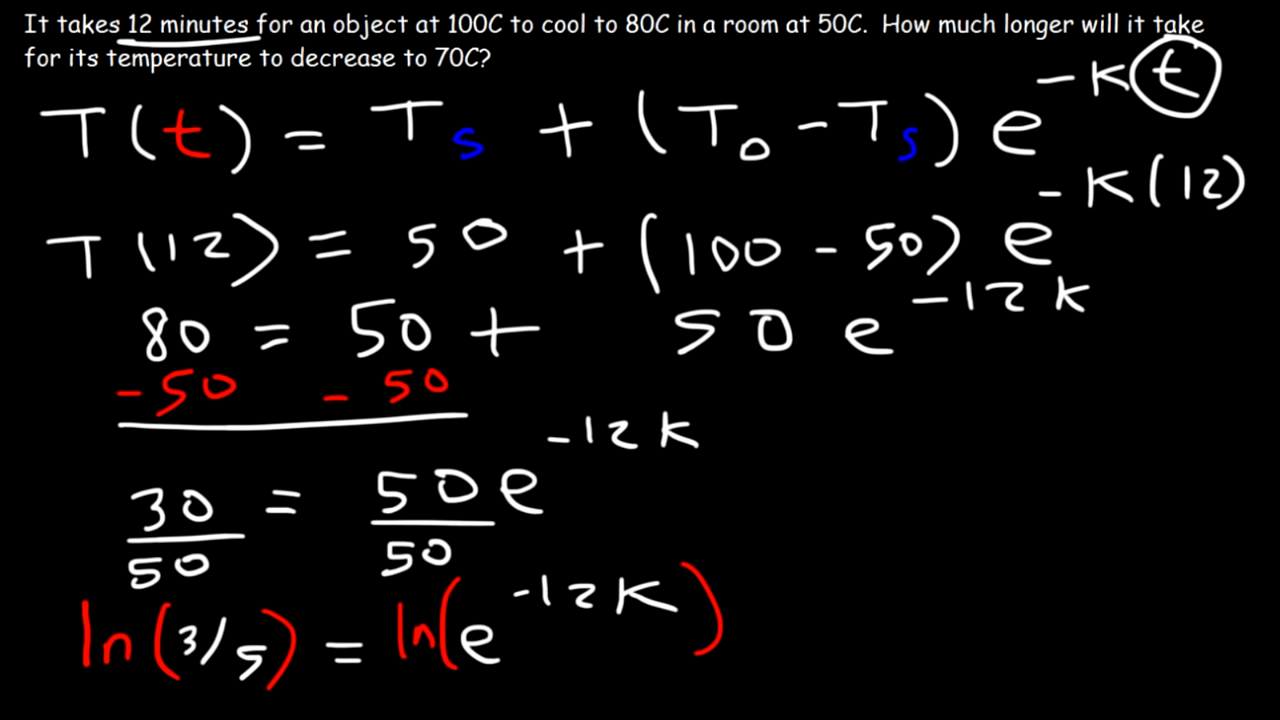 It takes 12 minutes for an object at 100C to cool to 80C in a room at 50C. How much longer will it take
for its temperature to decrease to 70C?
T(t) = Ts + (To - Ts) e^-k(t)
T(12) = 50 + (100 - 50) e^-k(12)
80 = 50 + 50 e^-12k
-50 - 50
30/50 = 50e^-12k/50
ln(3/5) = ln(e^-12k)